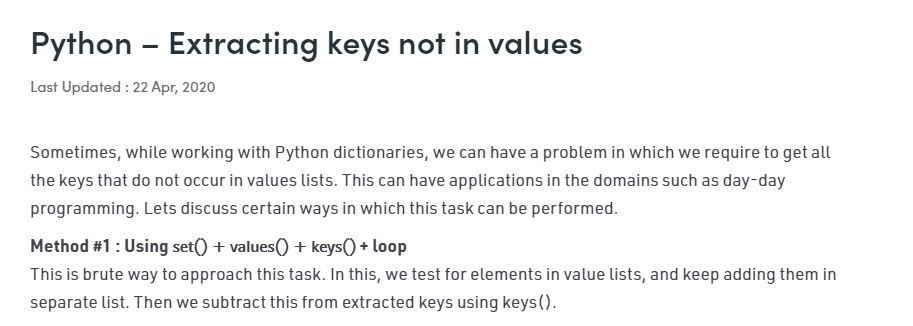 Python – Extracting keys not in values
Last Updated : 22 Apr, 2020
Sometimes, while working with Python dictionaries, we can have a problem in which we require to get all
the keys that do not occur in values lists. This can have applications in the domains such as day-day
programming. Lets discuss certain ways in which this task can be performed.
Method #1 : Using set() + values() + keys() + loop
This is brute way to approach this task. In this, we test for elements in value lists, and keep adding them in
separate list. Then we subtract this from extracted keys using keys().